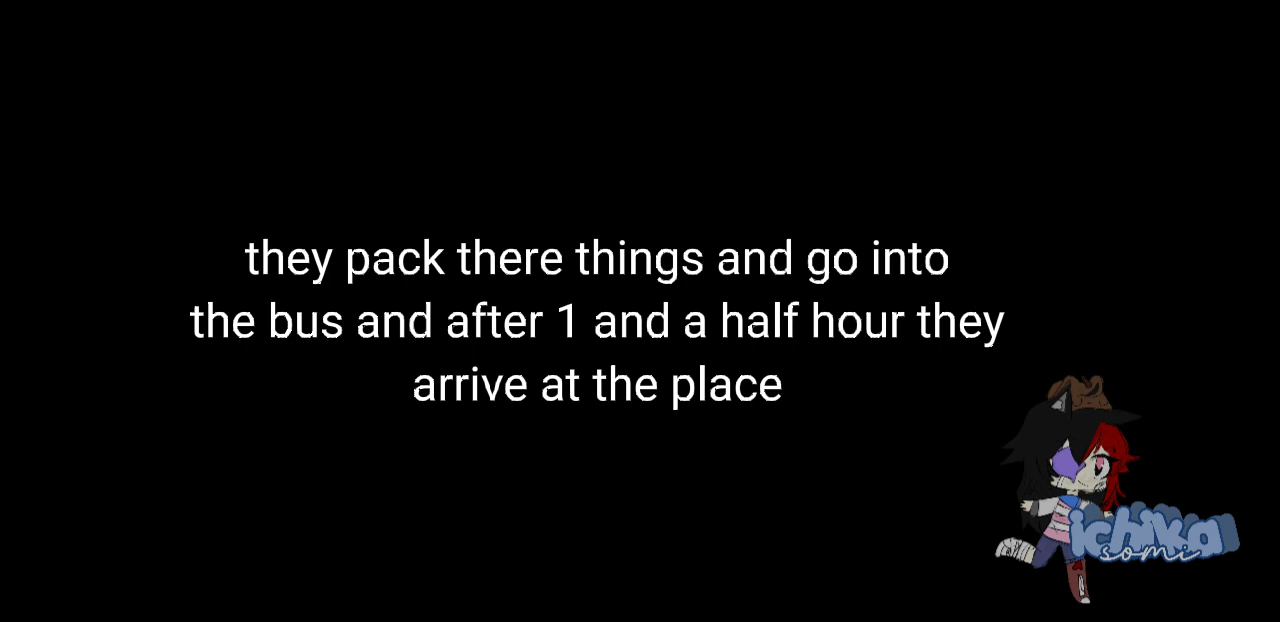 they pack there things and go into
the bus and after 1 and a half hour they
arrive at the place
ichika
somi